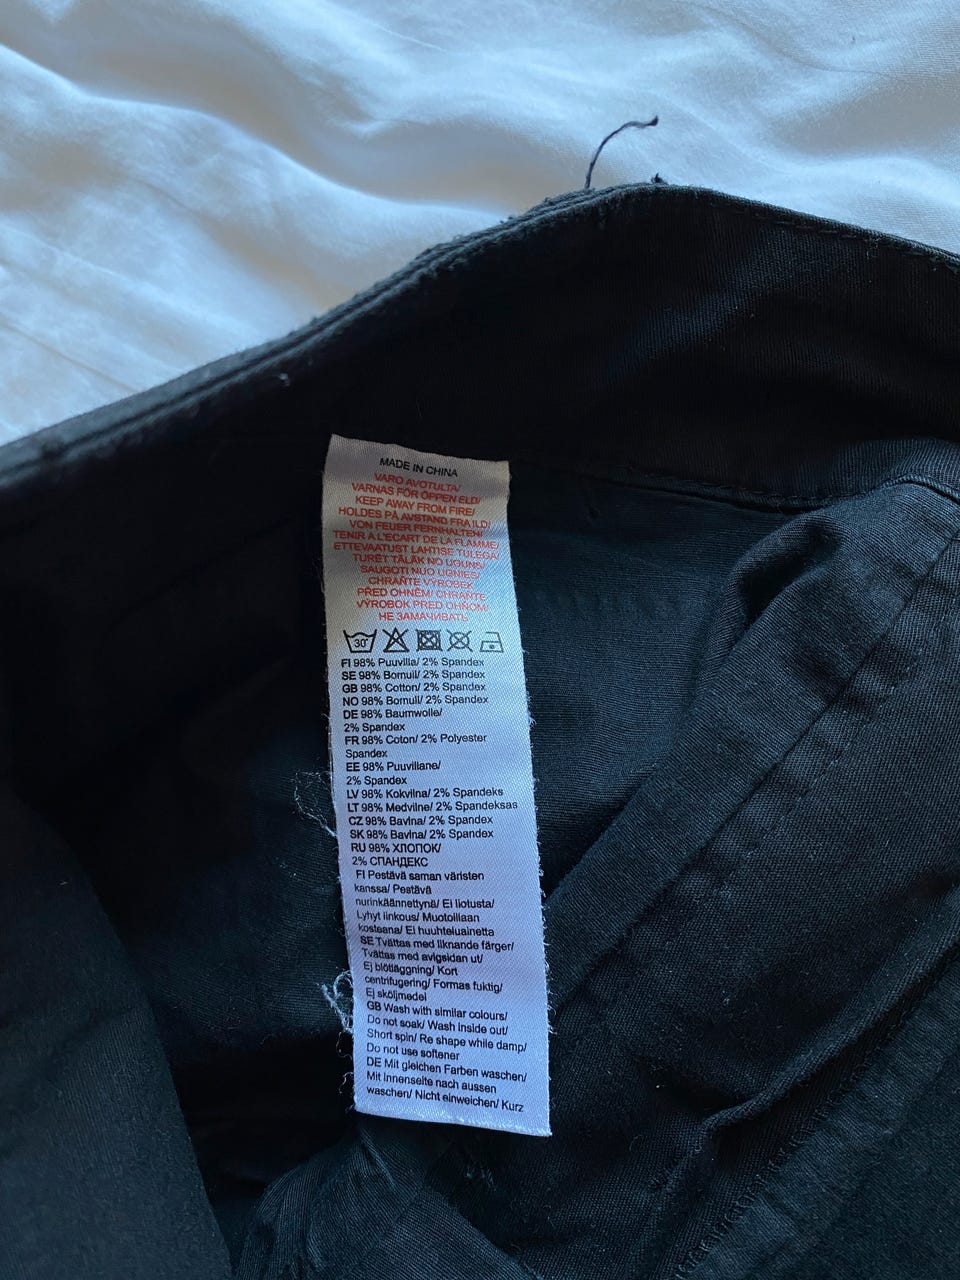 MADE IN CHINA
VARO AVOTULTA/
VARNAS FÖR ÖPPEN ELD/
KEEP AWAY FROM FIRE/
HOLDES PÅ AVSTAND FRA ILD/
VON FEUER FERNHALTEN/
TENIR A L'ECART DE LA FLAMME/
ETTEVAATUST LAHTISE TULEGA/
TURĒT TĀLĀK NO UGUNS/
SAUGOTI NUO UGNIES/
CHRAŇTE VÝROBEK
PŘED OHNĚM/ CHRAŇTE
VÝROBOK PRED OHŇOM/
НЕ ЗАМАЧИВАТЬ
30°
FI 98% Puuvilla/ 2% Spandex
SE 98% Bomull/ 2% Spandex
GB 98% Cotton/ 2% Spandex
NO 98% Bomull/ 2% Spandex
DE 98% Baumwolle/
2% Spandex
FR 98% Coton/ 2% Polyester
Spandex
EE 98% Puuvillane/
2% Spandex
LV 98% Kokvilna/ 2% Spandeks
LT 98% Medvilne/ 2% Spandeksas
CZ 98% Bavlna/ 2% Spandex
SK 98% Bavlna/ 2% Spandex
RU 98% ХЛОПОК/
2% СПАНДЕКС
FI Pestävä saman väristen
kanssa/ Pestävä
nurinkäännettynä/ Ei liotusta/
Lyhyt linkous/ Muotoillaan
kosteana/ Ei huuhteluainetta
SE Tvättas med liknande färger/
Tvättas med avigsidan ut/
Ej blötläggning/ Kort
centrifugering/ Formas fuktig/
Ej sköljmedel
GB Wash with similar colours/
Do not soak/ Wash inside out/
Short spin/ Re shape while damp/
Do not use softener
DE Mit gleichen Farben waschen/
Mit Innenseite nach aussen
waschen/ Nicht einweichen/ Kurz